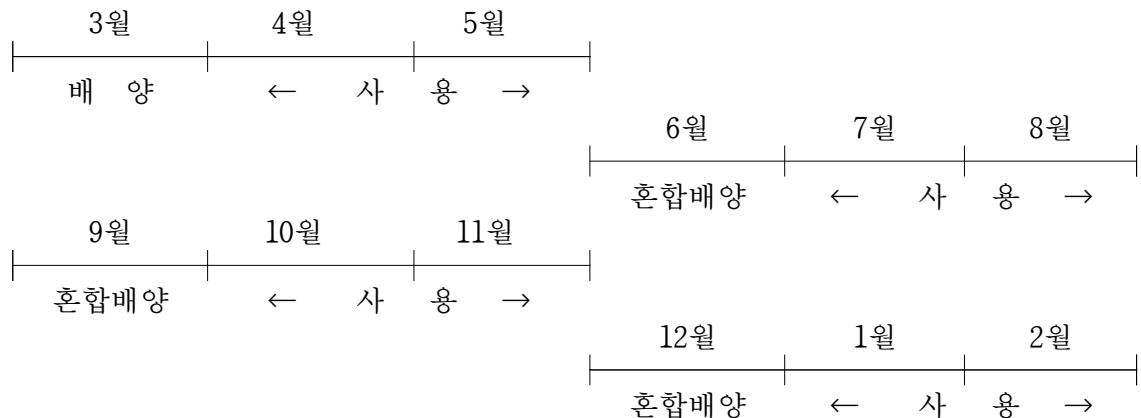 3월 4월 5월
배 양 ← 사 용 →
6월 7월 8월
혼합배양 ← 사 용 →
9월 10월 11월
혼합배양 ← 사 용 →
12월 1월 2월
혼합배양 ← 사 용 →